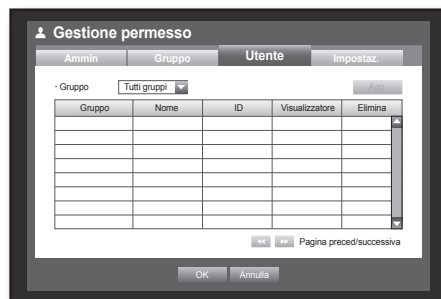 Gestione permesso
Ammin Gruppo Utente Impostaz.
· Gruppo Tutti gruppi Agg.
Gruppo Nome ID Visualizzatore Elimina
Pagina preced/successiva
OK Annulla